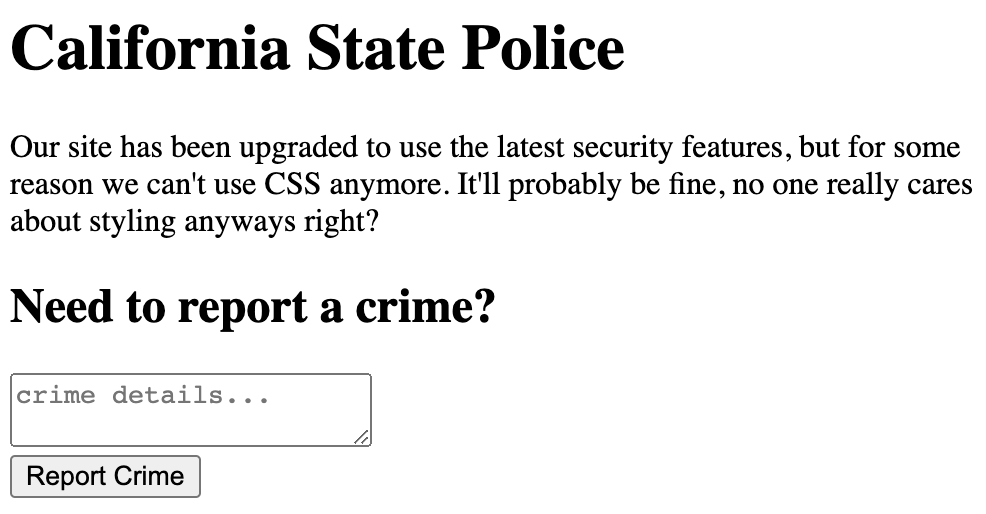 California State Police
Our site has been upgraded to use the latest security features, but for some
reason we can't use CSS anymore. It'll probably be fine, no one really cares
about styling anyways right?
Need to report a crime?
crime details...
Report Crime